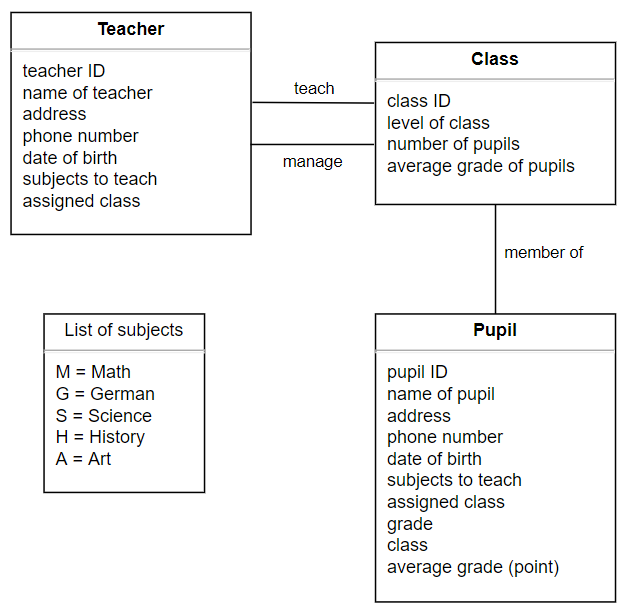 Teacher
teacher ID
name of teacher
address
phone number
date of birth
subjects to teach
assigned class
teach
manage
Class
class ID
level of class
number of pupils
average grade of pupils
member of
List of subjects
M = Math
G = German
S = Science
H = History
A = Art
Pupil
pupil ID
name of pupil
address
phone number
date of birth
subjects to teach
assigned class
grade
class
average grade (point)